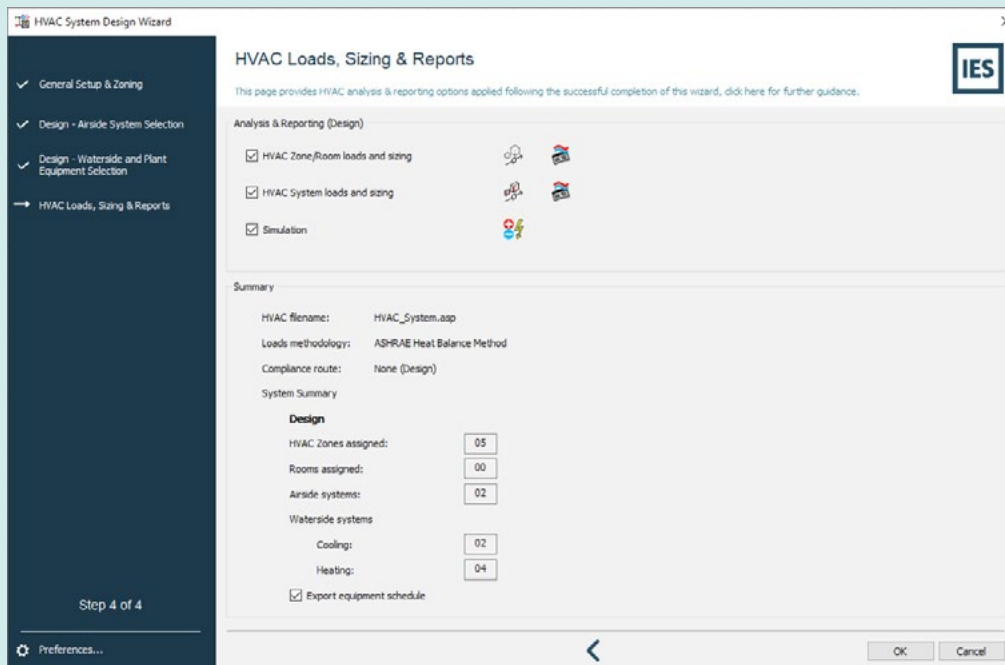 HVAC System Design Wizard
General Setup & Zoning
Design - Airside System Selection
Design - Waterside and Plant
Equipment Selection
HVAC Loads, Sizing & Reports
Step 4 of 4
Preferences...
HVAC Loads, Sizing & Reports
IES
This page provides HVAC analysis & reporting options applied following the successful completion of this wizard, click here for further guidance.
Analysis & Reporting (Design)
HVAC Zone/Room loads and sizing
HVAC System loads and sizing
Simulation
Summary
HVAC filename: HVAC_System.asp
Loads methodology: ASHRAE Heat Balance Method
Compliance route: None (Design)
System Summary
Design
HVAC Zones assigned: 05
Rooms assigned: 00
Airside systems: 02
Waterside systems
Cooling: 02
Heating: 04
Export equipment schedule
OK Cancel